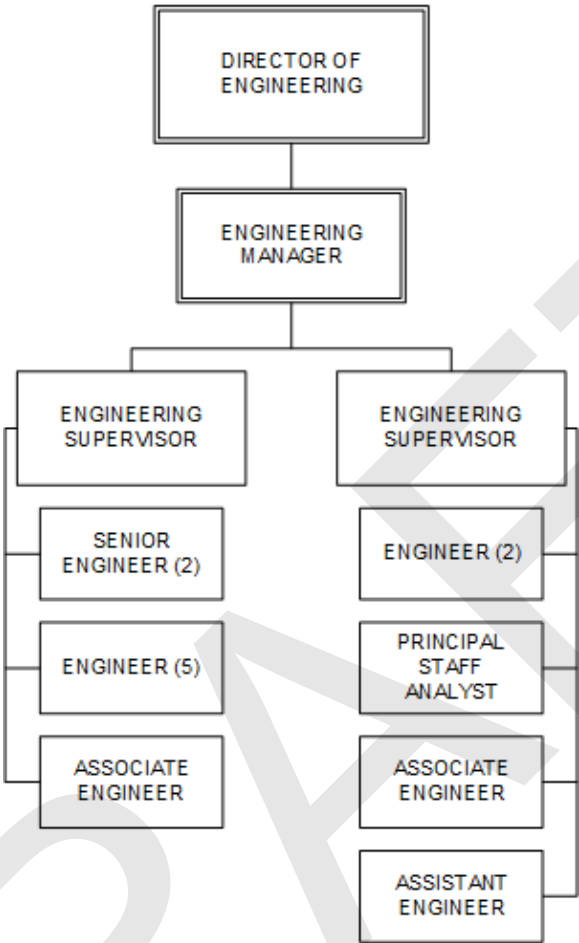 DIRECTOR OF
ENGINEERING
ENGINEERING
MANAGER
ENGINEERING
SUPERVISOR
SENIOR
ENGINEER (2)
ENGINEER (5)
ASSOCIATE
ENGINEER
ENGINEERING
SUPERVISOR
ENGINEER (2)
PRINCIPAL
STAFF
ANALYST
ASSOCIATE
ENGINEER
ASSISTANT
ENGINEER